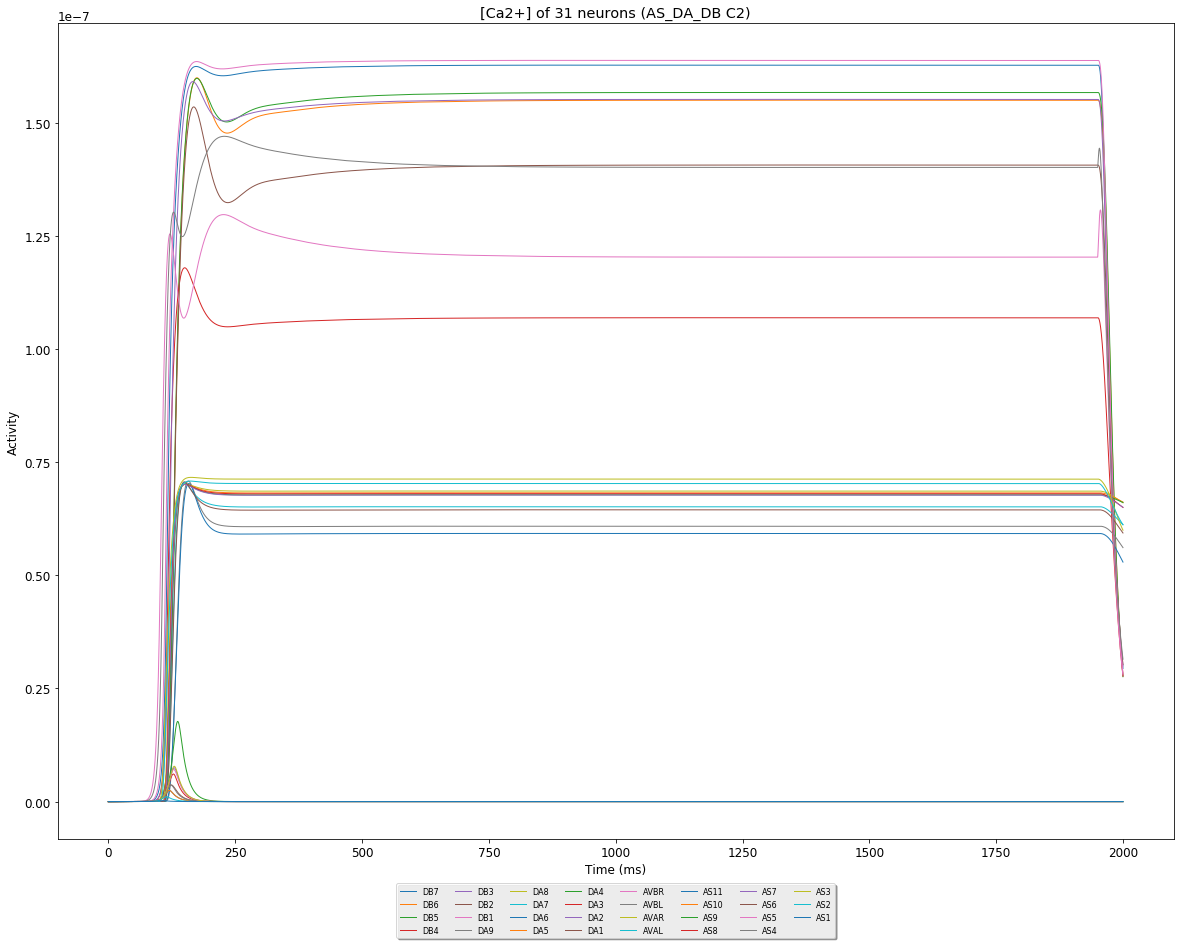 [Ca2+] of 31 neurons (AS_DA_DB C2)
1e−7
1.50
1.25
1.00
0.75
0.50
0.25
0.00
Activity
0 250 500 750 1000 1250 1500 1750 2000
Time (ms)
DB7 DB3 DA8 DA4 AVBR AS11 AS7 AS3
DB6 DB2 DA7 DA3 AVBL AS10 AS6 AS2
DB5 DB1 DA6 DA2 AVAR AS9 AS5 AS1
DB4 DA9 DA5 DA1 AVAL AS8 AS4